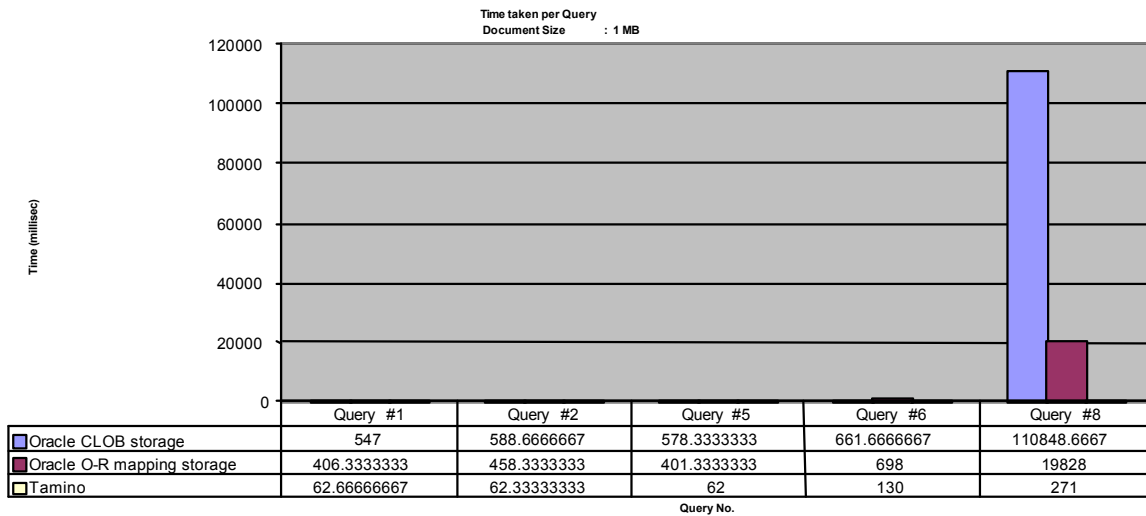 Time taken per Query
Document Size : 1 MB
120000
100000
80000
60000
40000
20000
0
Time (millisec)
Query #1 Query #2 Query #5 Query #6 Query #8
Oracle CLOB storage 547 588.6666667 578.3333333 661.6666667 110848.6667
Oracle O-R mapping storage 406.3333333 458.3333333 401.3333333 698 19828
Tamino 62.66666667 62.33333333 62 130 271
Query No.